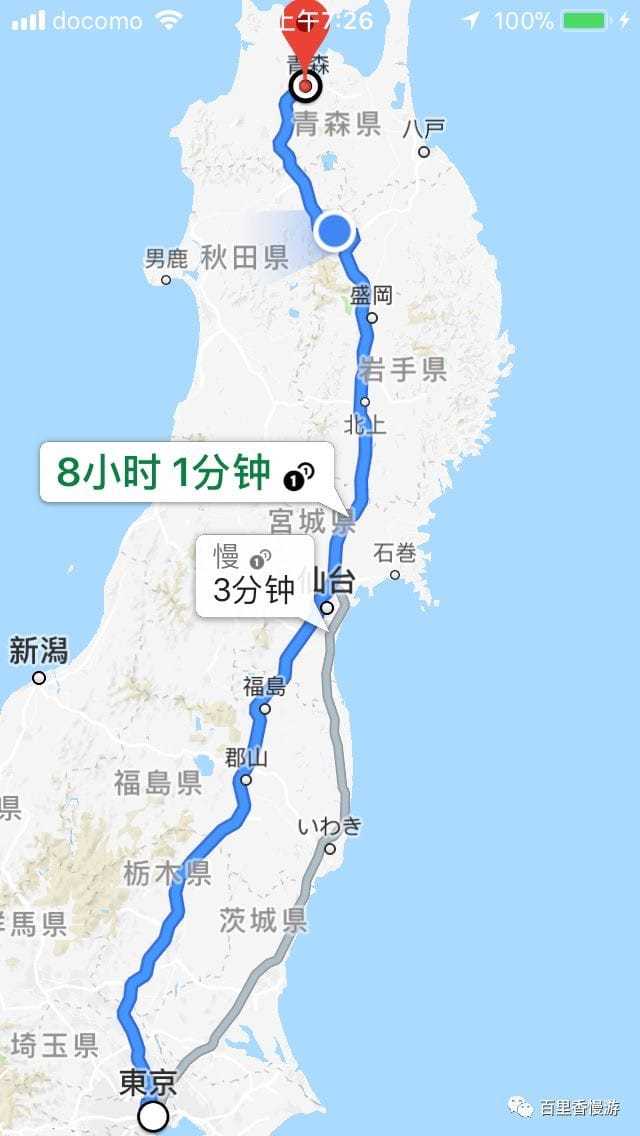 docomo 上午7:26 100%
青森
青森県
八戸
男鹿
秋田県
盛岡
岩手県
北上
8小时 1分钟
宮城県
慢
3分钟
石巻
仙台
新潟
福島
郡山
福島県
県
いわき
栃木県
茨城県
群馬県
埼玉県
東京
百里香慢游